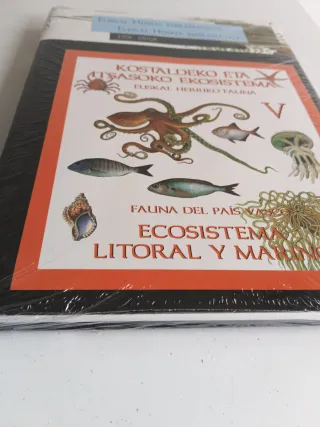 KOSTALDEKO ETA
ITSASOKO EKOSISTEMA
EUSKAL HERRIKO FAUNA
V
FAUNA DEL PAÍS VASCO
ECOSISTEMA
LITORAL Y MARINO